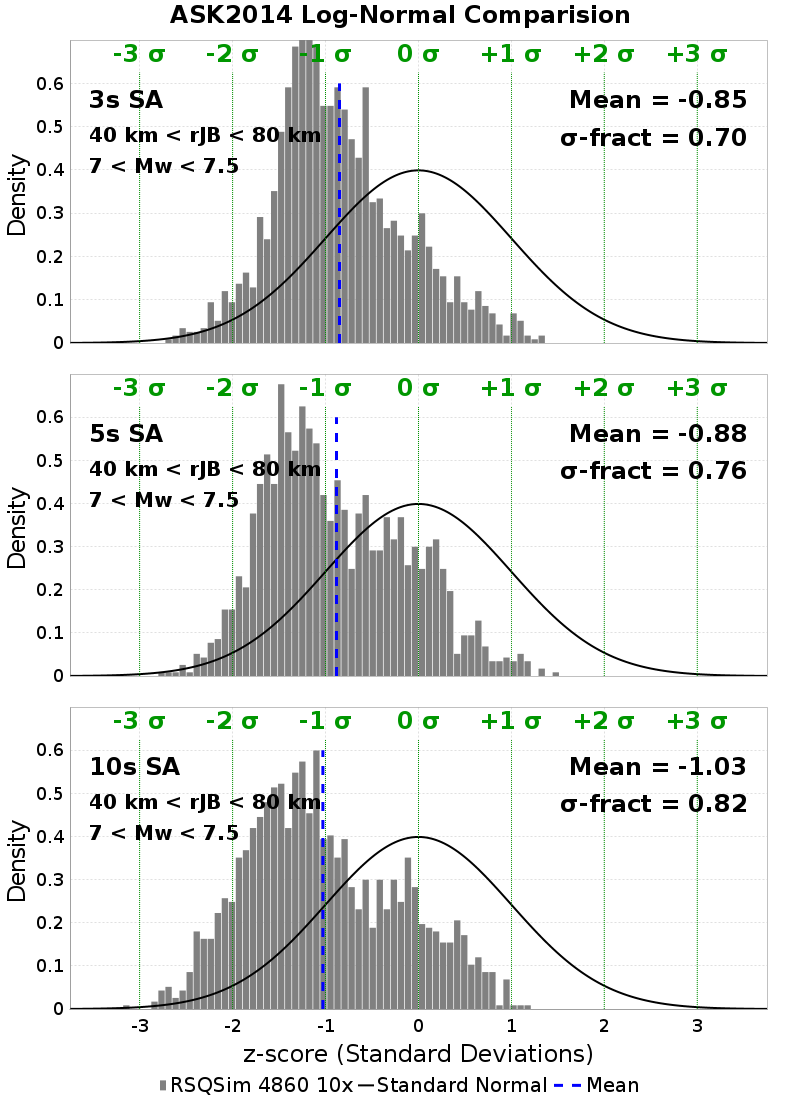 ASK2014 Log-Normal Comparision
-3 σ -2 σ -1 σ 0 σ +1 σ +2 σ +3 σ
3s SA
Mean = -0.85
40 km < rJB < 80 km
σ-fract = 0.70
7 < Mw < 7.5
Density
0.6
0.5
0.4
0.3
0.2
0.1
0
-3 σ -2 σ -1 σ 0 σ +1 σ +2 σ +3 σ
5s SA
Mean = -0.88
40 km < rJB < 80 km
σ-fract = 0.76
7 < Mw < 7.5
Density
0.6
0.5
0.4
0.3
0.2
0.1
0
-3 σ -2 σ -1 σ 0 σ +1 σ +2 σ +3 σ
10s SA
Mean = -1.03
40 km < rJB < 80 km
σ-fract = 0.82
7 < Mw < 7.5
Density
0.6
0.5
0.4
0.3
0.2
0.1
0
-3 -2 -1 0 1 2 3
z-score (Standard Deviations)
RSQSim 4860 10x Standard Normal Mean